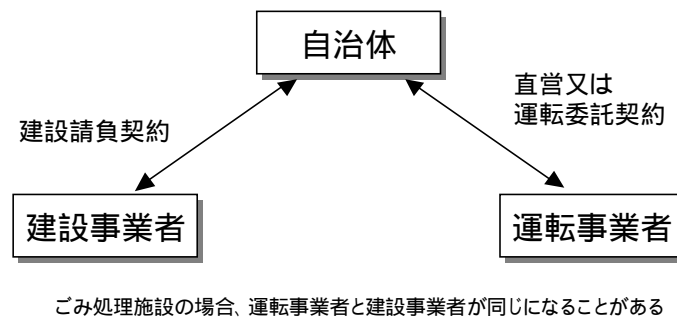 自治体
建設請負契約
直営又は
運転委託契約
建設事業者
運転事業者
ごみ処理施設の場合、運転事業者と建設事業者が同じになることがある